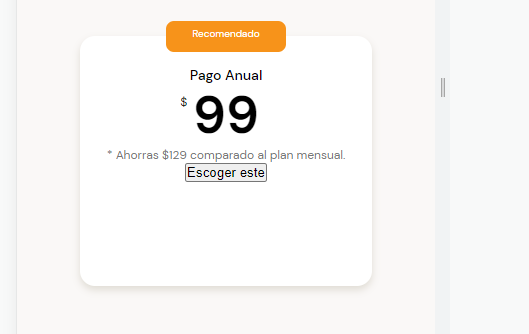 Recomendado
Pago Anual
$ 99
* Ahorras $129 comparado al plan mensual.
Escoger este